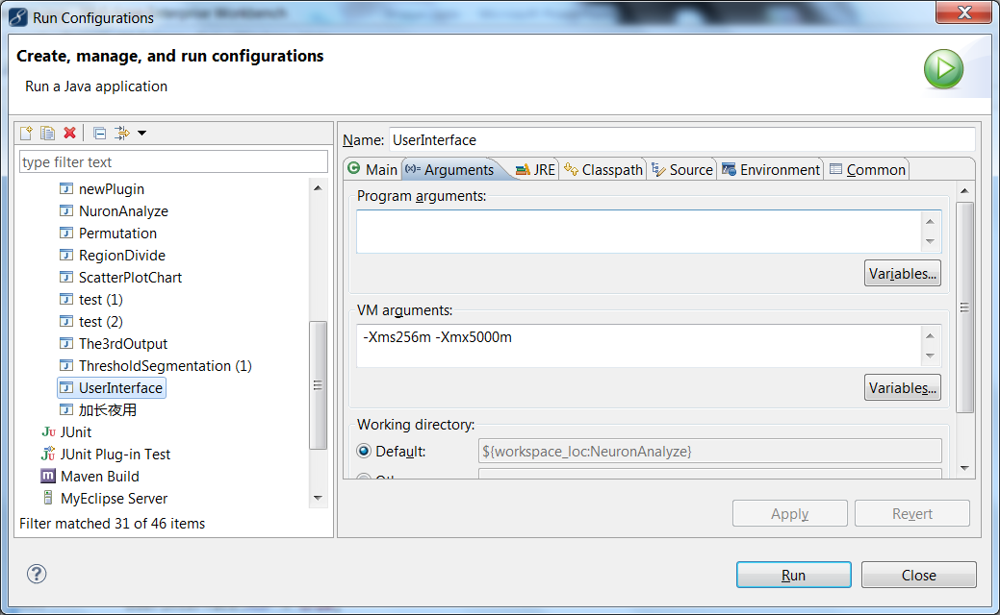 Run Configurations
Create, manage, and run configurations
Run a Java application
type filter text
newPlugin
NuronAnalyze
Permutation
RegionDivide
ScatterPlotChart
test (1)
test (2)
The3rdOutput
ThresholdSegmentation (1)
UserInterface
加长夜用
JUnit
JUnit Plug-in Test
Maven Build
MyEclipse Server
Filter matched 31 of 46 items
Name: UserInterface
Main (x)= Arguments JRE Classpath Source Environment Common
Program arguments:
Variables...
VM arguments:
-Xms256m -Xmx5000m
Variables...
Working directory:
Default: ${workspace_loc:NeuronAnalyze}
Apply Revert
Run Close